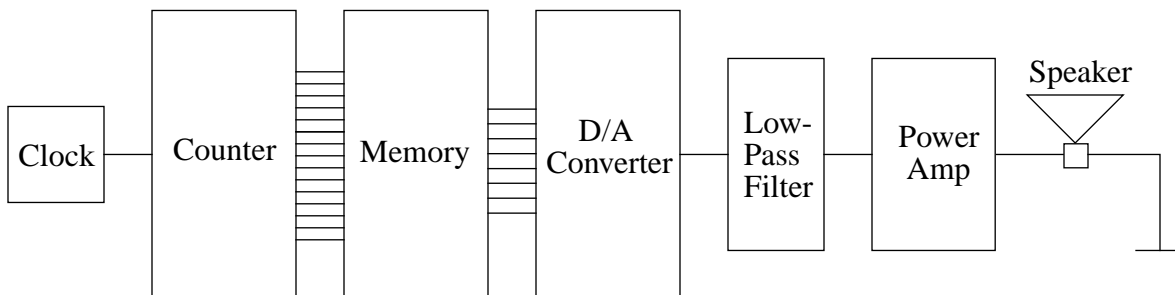 Clock
Counter
Memory
D/A
Converter
Low-
Pass
Filter
Power
Amp
Speaker